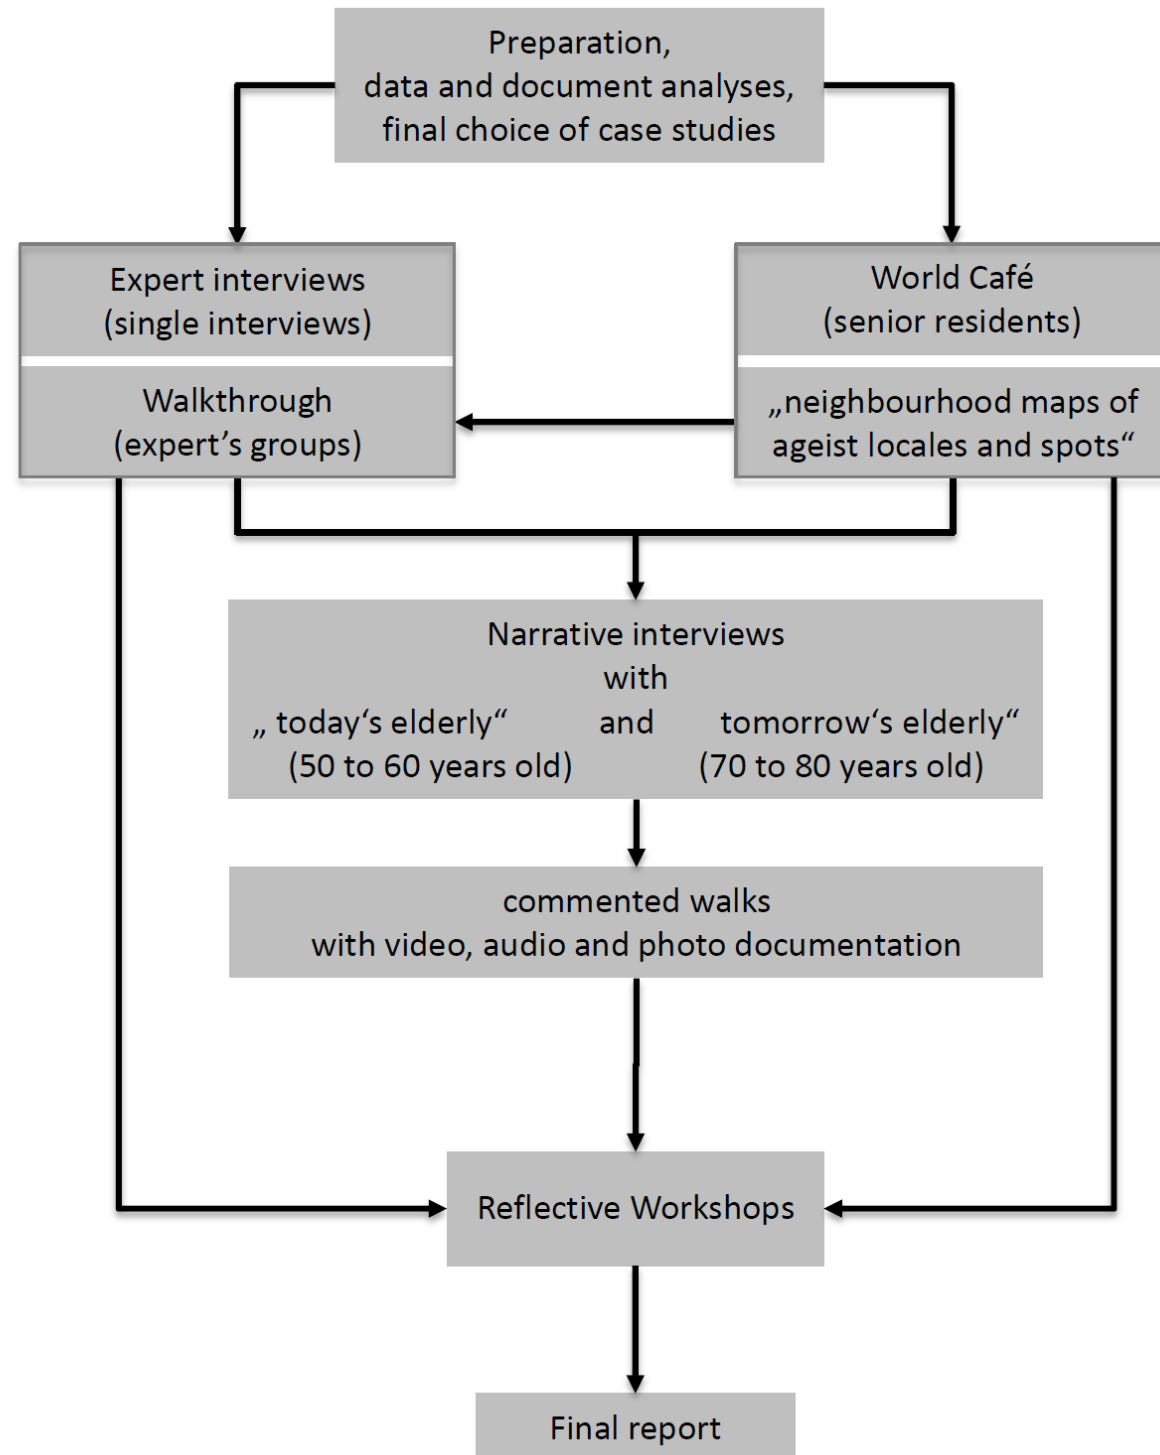 Preparation,
data and document analyses,
final choice of case studies
Expert interviews
(single interviews)
Walkthrough
(expert’s groups)
World Café
(senior residents)
„neighbourhood maps of
ageist locales and spots“
Narrative interviews
with
„ today‘s elderly“ and tomorrow‘s elderly“
(50 to 60 years old) (70 to 80 years old)
commented walks
with video, audio and photo documentation
Reflective Workshops
Final report